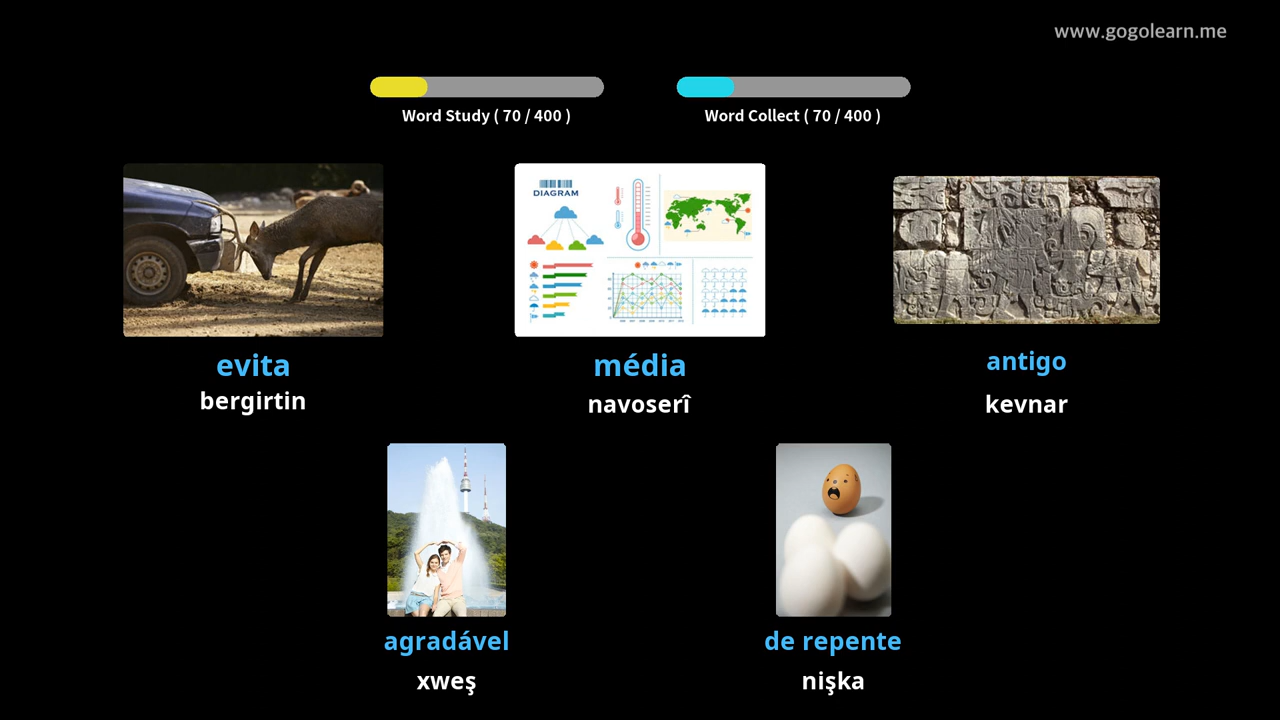 www.gogolearn.me
Word Study ( 70 / 400 )
Word Collect ( 70 / 400 )
DIAGRAM
evita
bergirtin
média
navoserî
antigo
kevnar
agradável
xweş
de repente
nişka